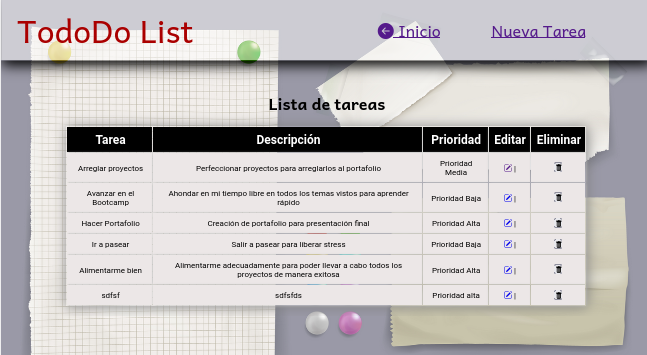 TodoDo List
Inicio
Nueva Tarea
Lista de tareas
Tarea Descripción Prioridad Editar Eliminar
Arreglar proyectos Perfeccionar proyectos para arreglarlos al portafolio Prioridad Media |
Avanzar en el Bootcamp Ahondar en mi tiempo libre en todos los temas vistos para aprender rápido Prioridad Baja |
Hacer Portafolio Creación de portafolio para presentación final Prioridad Alta |
Ir a pasear Salir a pasear para liberar stress Prioridad Baja |
Alimentarme bien Alimentarme adecuadamente para poder llevar a cabo todos los proyectos de manera exitosa Prioridad Alta |
sdfsf sdfsfds Prioridad alta |